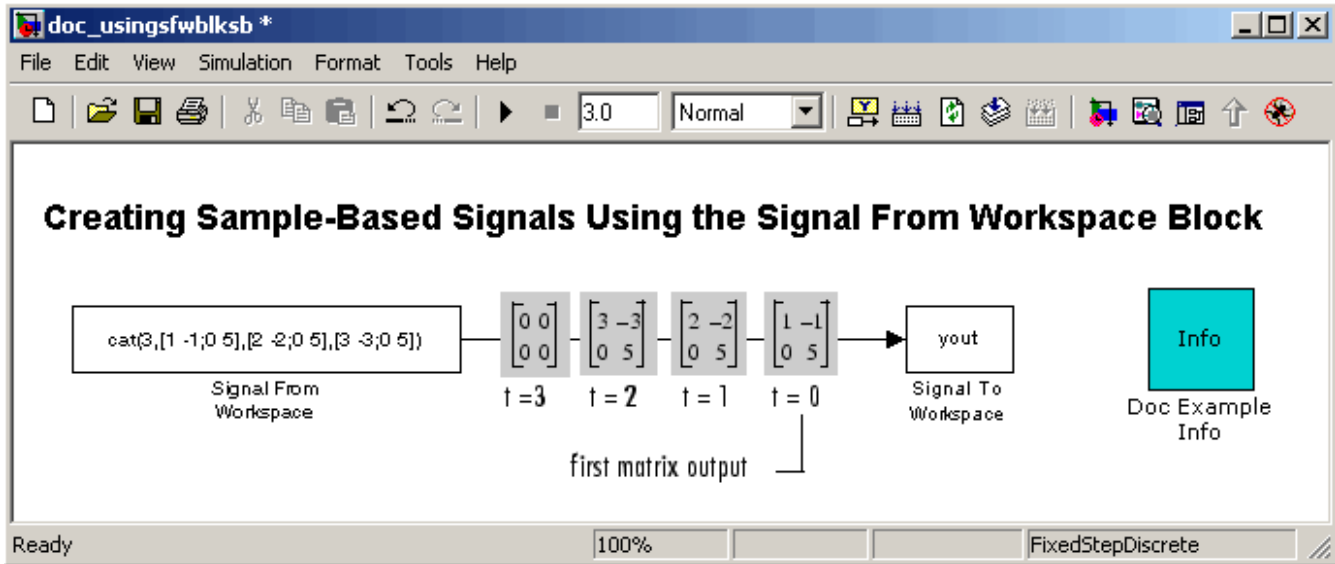 doc_usingsfwblksb *
File Edit View Simulation Format Tools Help
3.0 Normal
Creating Sample-Based Signals Using the Signal From Workspace Block
cat(3,[1 -1;0 5],[2 -2;0 5],[3 -3;0 5])
Signal From
Workspace
0 0
0 0
t =3
3 −3
0 5
t = 2
2 −2
0 5
t = 1
1 −1
0 5
t = 0
first matrix output
yout
Signal To
Workspace
Info
Doc Example
Info
Ready 100% FixedStepDiscrete